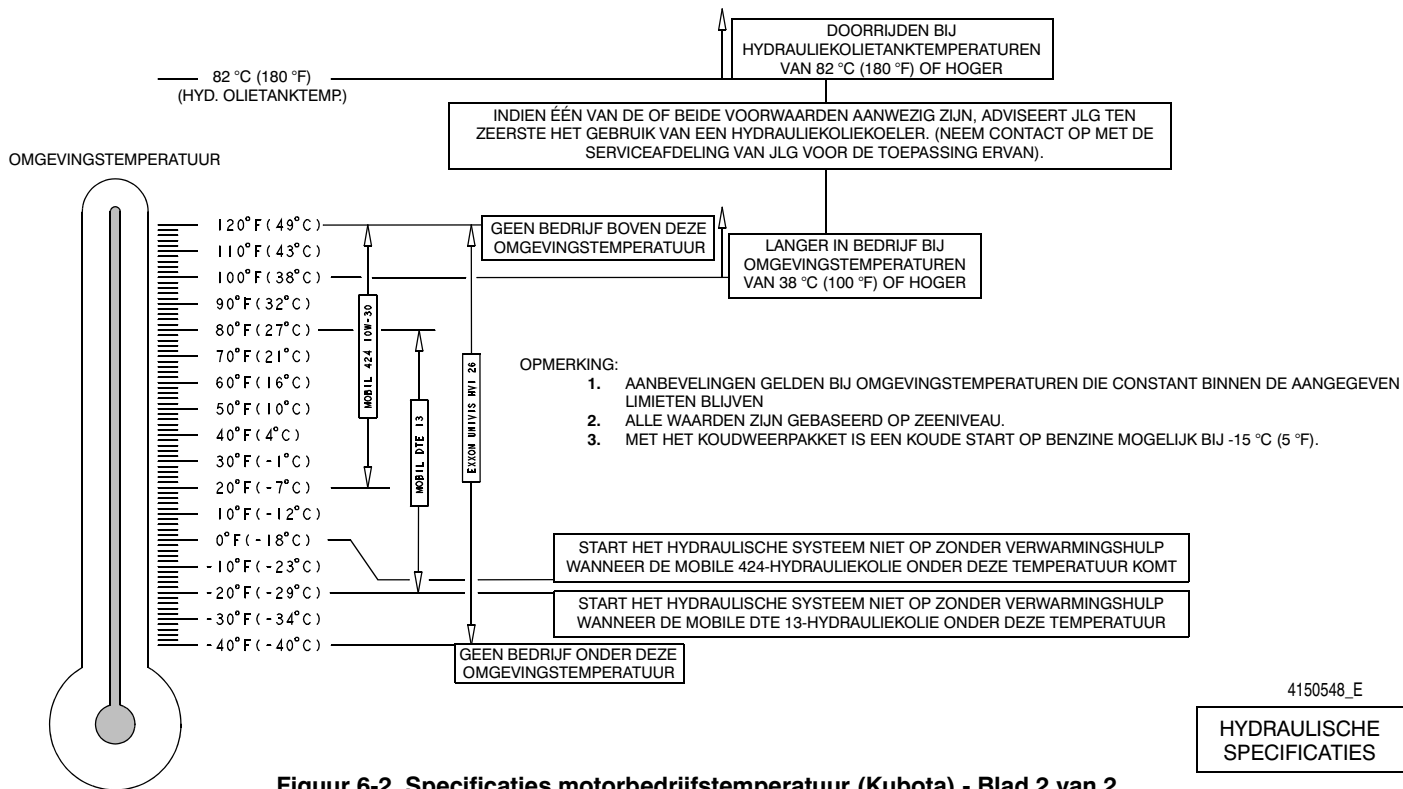 DOORRIJDEN BIJ
HYDRAULIEKOLIETANKTEMPERATUREN
VAN 82 °C (180 °F) OF HOGER
82 °C (180 °F)
(HYD. OLIETANKTEMP.)
INDIEN ÉÉN VAN DE OF BEIDE VOORWAARDEN AANWEZIG ZIJN, ADVISEERT JLG TEN
ZEERSTE HET GEBRUIK VAN EEN HYDRAULIEKOLIEKOELER. (NEEM CONTACT OP MET DE
SERVICEAFDELING VAN JLG VOOR DE TOEPASSING ERVAN).
OMGEVINGSTEMPERATUUR
120°F(49°C)
110°F(43°C)
100°F(38°C)
90°F(32°C)
80°F(27°C)
70°F(21°C)
60°F(16°C)
50°F(10°C)
40°F(4°C)
30°F(-1°C)
20°F(-7°C)
10°F(-12°C)
0°F(-18°C)
-10°F(-23°C)
-20°F(-29°C)
-30°F(-34°C)
-40°F(-40°C)
MOBIL 424 10W-30
MOBIL DTE 13
EXXON UNIVIS HVI 26
GEEN BEDRIJF BOVEN DEZE
OMGEVINGSTEMPERATUUR
LANGER IN BEDRIJF BIJ
OMGEVINGSTEMPERATUREN
VAN 38 °C (100 °F) OF HOGER
OPMERKING:
1. AANBEVELINGEN GELDEN BIJ OMGEVINGSTEMPERATUREN DIE CONSTANT BINNEN DE AANGEGEVEN
LIMIETEN BLIJVEN
2. ALLE WAARDEN ZIJN GEBASEERD OP ZEENIVEAU.
3. MET HET KOUDWEERPAKKET IS EEN KOUDE START OP BENZINE MOGELIJK BIJ -15 °C (5 °F).
START HET HYDRAULISCHE SYSTEEM NIET OP ZONDER VERWARMINGSHULP
WANNEER DE MOBILE 424-HYDRAULIEKOLIE ONDER DEZE TEMPERATUUR KOMT
START HET HYDRAULISCHE SYSTEEM NIET OP ZONDER VERWARMINGSHULP
WANNEER DE MOBILE DTE 13-HYDRAULIEKOLIE ONDER DEZE TEMPERATUUR
GEEN BEDRIJF ONDER DEZE
OMGEVINGSTEMPERATUUR
4150548_E
HYDRAULISCHE
SPECIFICATIES
Figuur 6-2. Specificaties motorbedrijfstemperatuur (Kubota) - Blad 2 van 2